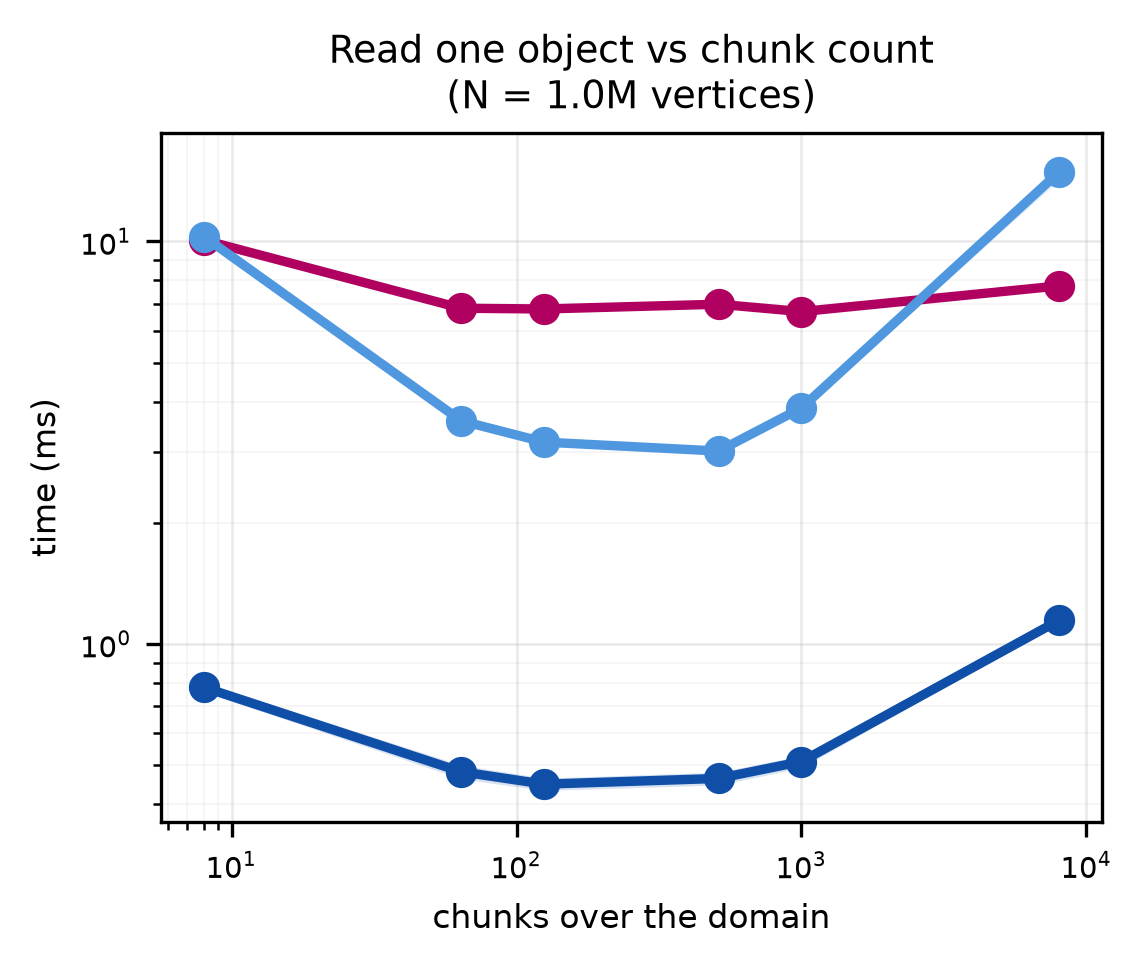 Read one object vs chunk count
(N = 1.0M vertices)
time (ms)
10¹
10⁰
10¹
10²
10³
10⁴
chunks over the domain